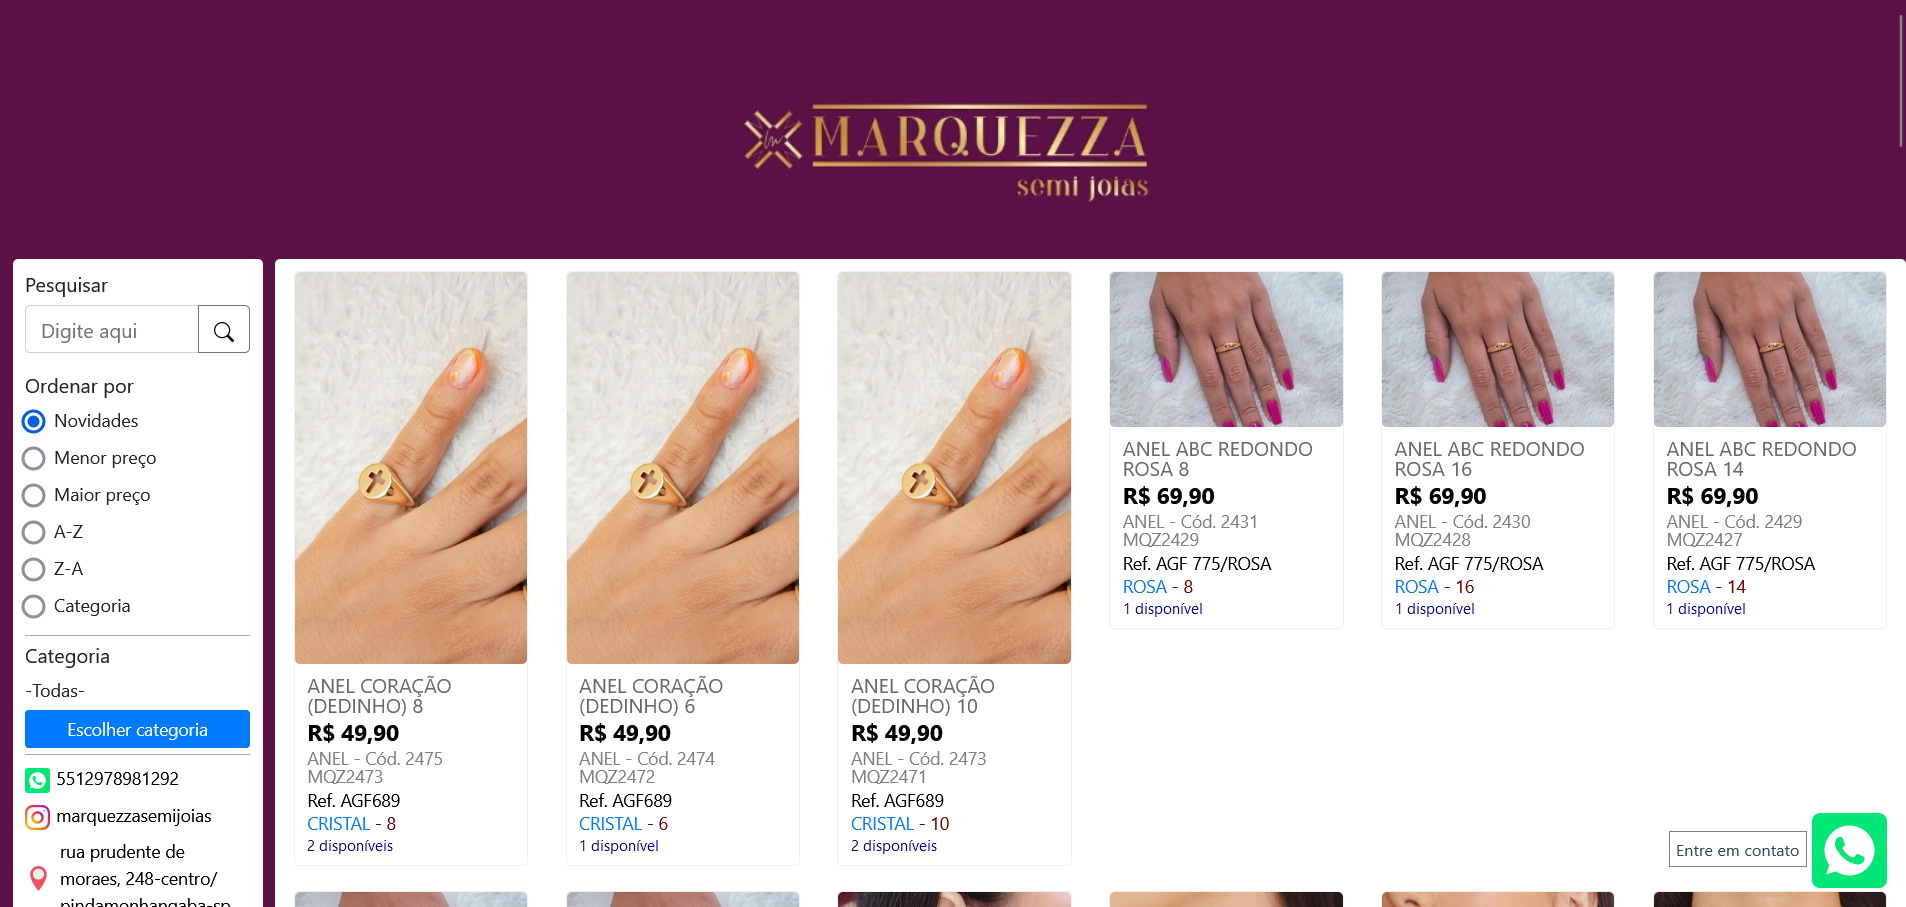 MARQUEZZA
semi joias
Pesquisar
Digite aqui
Ordenar por
Novidades
Menor preço
Maior preço
A-Z
Z-A
Categoria
Categoria
-Todas-
Escolher categoria
5512978981292
marquezzasemijoias
rua prudente de
moraes, 248-centro/
pindamonhangaba-sp
ANEL CORAÇÃO
(DEDINHO) 8
R$ 49,90
ANEL - Cód. 2475
MQZ2473
Ref. AGF689
CRISTAL - 8
2 disponíveis
ANEL CORAÇÃO
(DEDINHO) 6
R$ 49,90
ANEL - Cód. 2474
MQZ2472
Ref. AGF689
CRISTAL - 6
1 disponível
ANEL CORAÇÃO
(DEDINHO) 10
R$ 49,90
ANEL - Cód. 2473
MQZ2471
Ref. AGF689
CRISTAL - 10
2 disponíveis
ANEL ABC REDONDO
ROSA 8
R$ 69,90
ANEL - Cód. 2431
MQZ2429
Ref. AGF 775/ROSA
ROSA - 8
1 disponível
ANEL ABC REDONDO
ROSA 16
R$ 69,90
ANEL - Cód. 2430
MQZ2428
Ref. AGF 775/ROSA
ROSA - 16
1 disponível
ANEL ABC REDONDO
ROSA 14
R$ 69,90
ANEL - Cód. 2429
MQZ2427
Ref. AGF 775/ROSA
ROSA - 14
1 disponível
Entre em contato